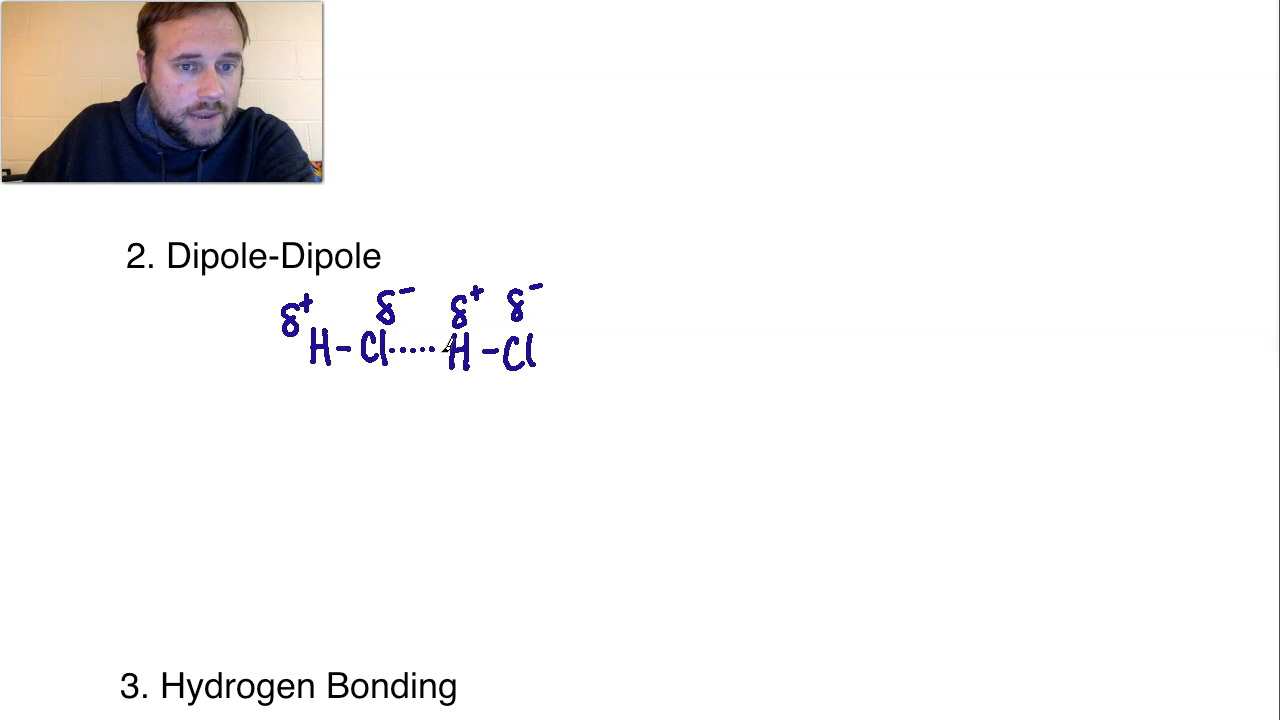 2. Dipole-Dipole
δ+ δ- δ+ δ-
H-Cl.....H-Cl
3. Hydrogen Bonding